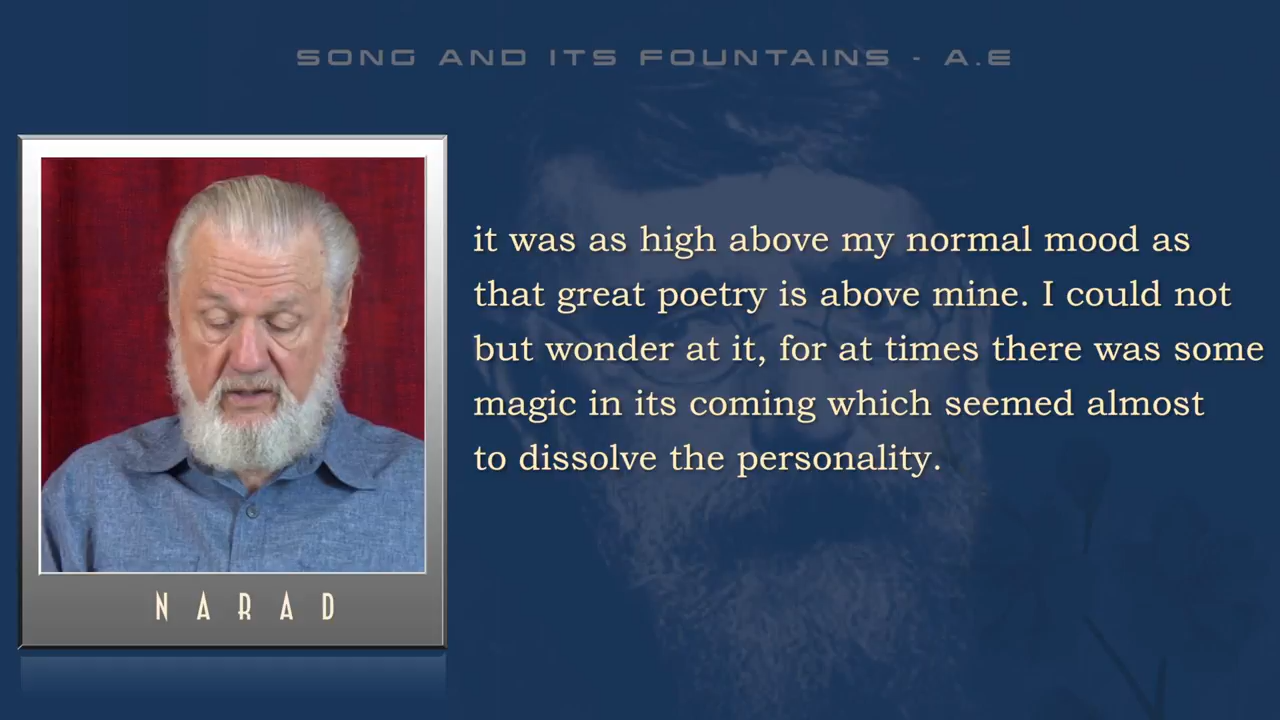 SONG AND ITS FOUNTAINS - A.E
it was as high above my normal mood as
that great poetry is above mine. I could not
but wonder at it, for at times there was some
magic in its coming which seemed almost
to dissolve the personality.
NARAD